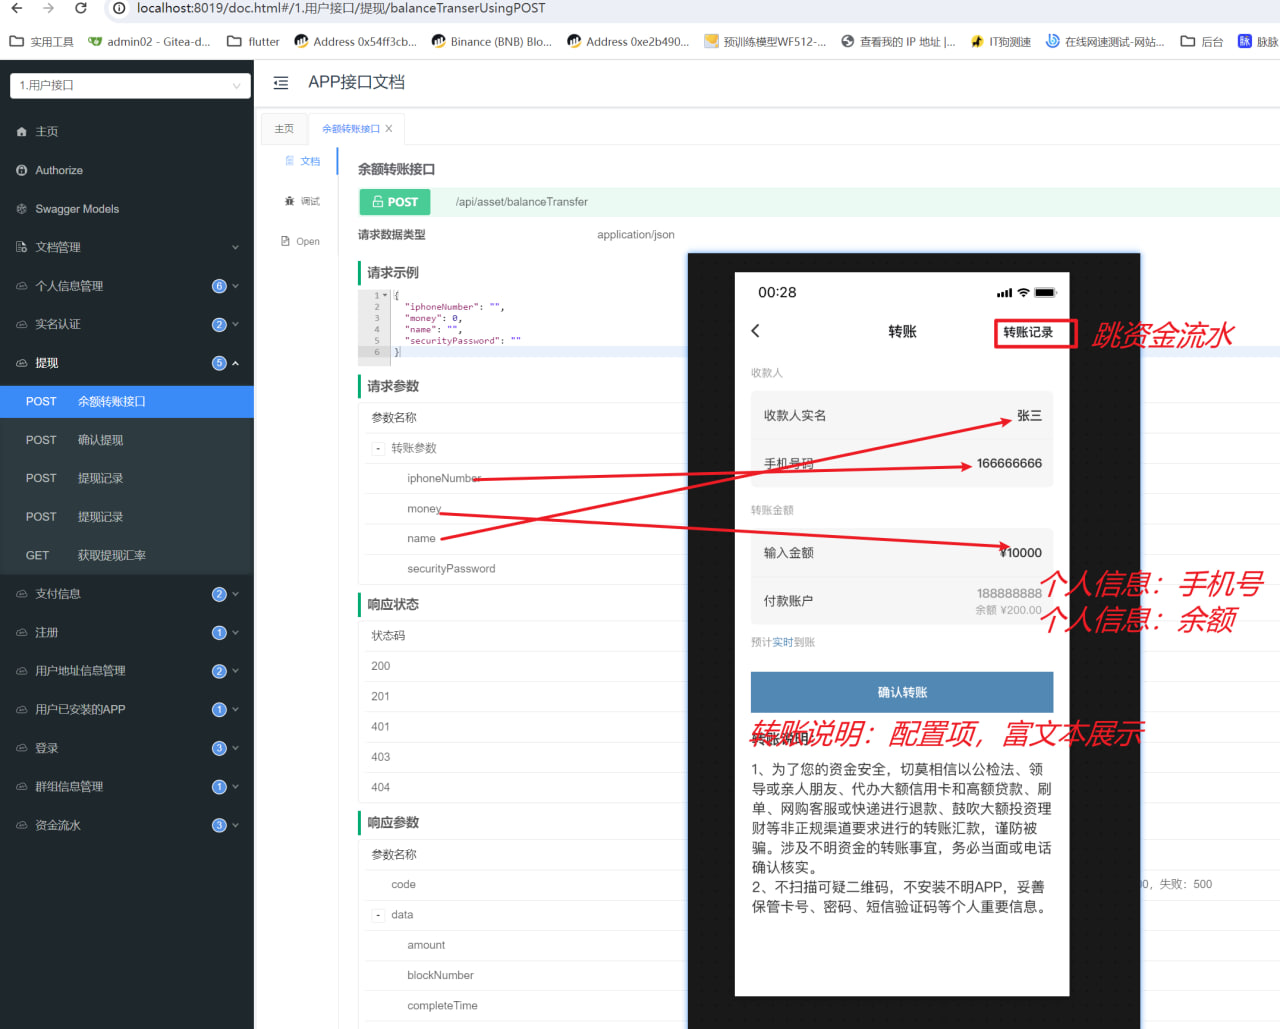 localhost:8019/doc.html#/1.用户接口/提现/balanceTranserUsingPOST
实用工具
admin02 - Gitea-d...
flutter
Address 0x54ff3cb...
Binance (BNB) Blo...
Address 0xe2b490...
预训练模型WF512-...
查看我的 IP 地址 |...
IT狗测速
在线网速测试-网站...
后台
脉脉
1.用户接口
主页
Authorize
Swagger Models
文档管理
个人信息管理 6
实名认证 2
提现 5
POST 余额转账接口
POST 确认提现
POST 提现记录
POST 提现记录
GET 获取提现汇率
支付信息 2
注册 1
用户地址信息管理 2
用户已安装的APP 1
登录 3
群组信息管理 1
资金流水 3
APP接口文档
主页
余额转账接口
文档
调试
Open
余额转账接口
POST /api/asset/balanceTransfer
请求数据类型 application/json
请求示例
1 {
2 "iphoneNumber": "",
3 "money": 0,
4 "name": "",
5 "securityPassword": ""
6 }
请求参数
参数名称
转账参数
iphoneNumber
money
name
securityPassword
响应状态
状态码
200
201
401
403
404
响应参数
参数名称
code
data
amount
blockNumber
completeTime
00:28
转账
转账记录
跳资金流水
收款人
收款人实名 张三
手机号码 166666666
转账金额
输入金额 ¥10000
付款账户 188888888
余额 ¥200.00
个人信息：手机号
个人信息：余额
预计实时到账
确认转账
转账说明：配置项，富文本展示
转账说明
1、为了您的资金安全，切莫相信以公检法、领
导或亲人朋友、代办大额信用卡和高额贷款、刷
单、网购客服或快递进行退款、鼓吹大额投资理
财等非正规渠道要求进行的转账汇款，谨防被
骗。涉及不明资金的转账事宜，务必当面或电话
确认核实。
2、不扫描可疑二维码，不安装不明APP，妥善
保管卡号、密码、短信验证码等个人重要信息。
0，失败：500